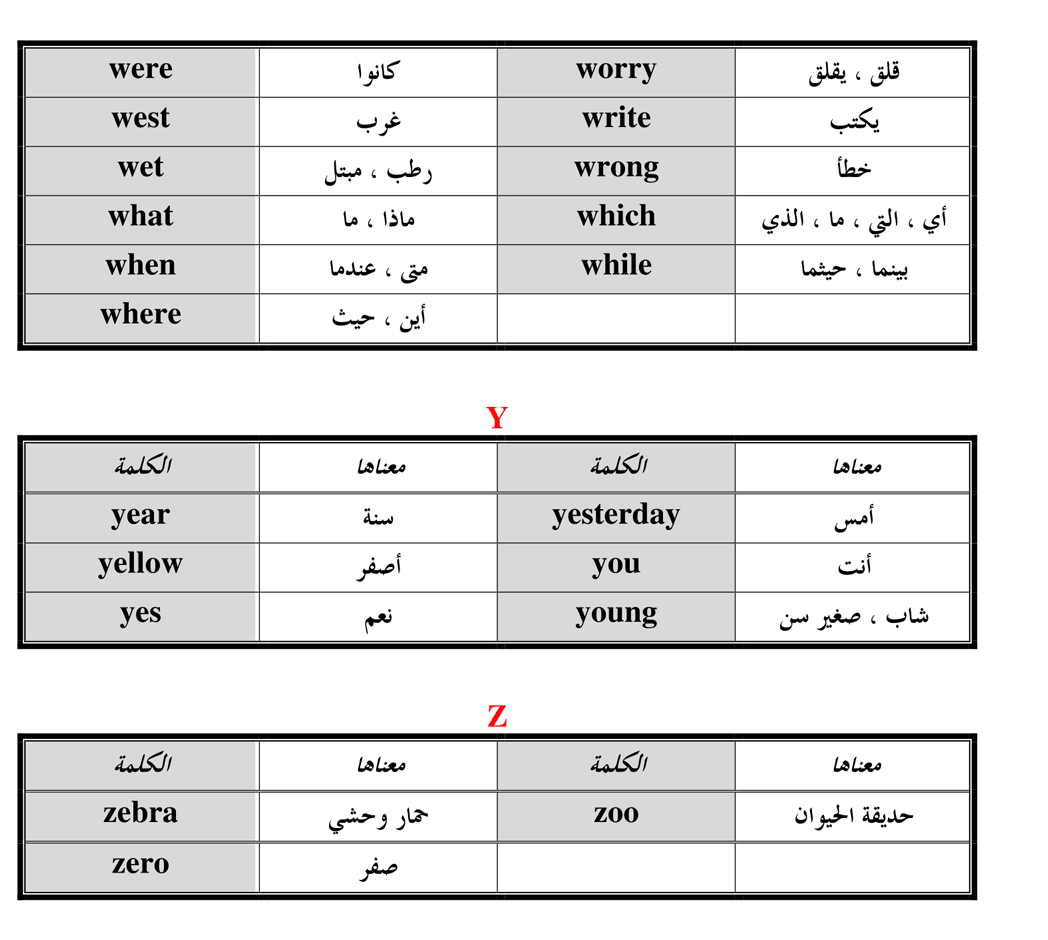 were كانوا worry قلق ، يقلق
west غرب write يكتب
wet رطب ، مبتل wrong خطأ
what ماذا ، ما which أي ، التي ، ما ، الذي
when متى ، عندما while بينما ، حيثما
where أين ، حيث
Y
الكلمة معناها الكلمة معناها
year سنة yesterday أمس
yellow أصفر you أنت
yes نعم young شاب ، صغير سن
Z
الكلمة معناها الكلمة معناها
zebra حمار وحشي zoo حديقة الحيوان
zero صفر